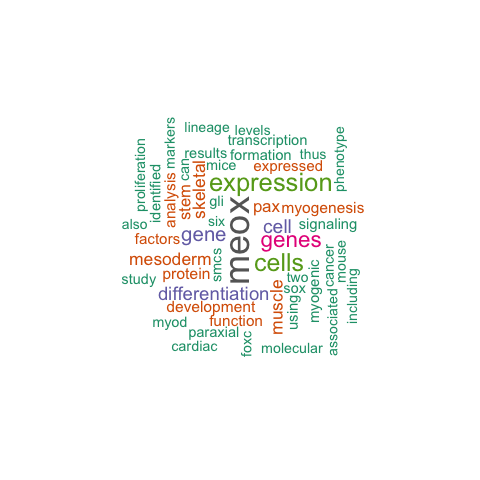 lineage
levels
transcription
markers
proliferation
identified
results
formation
thus
phenotype
mice
expressed
analysis
stem
can
skeletal
expression
gli
meox
pax
myogenesis
also
six
cell
signaling
factors
gene
genes
mesoderm
smcs
cells
study
protein
two
differentiation
sox
using
myogenic
cancer
mouse
associated
including
development
muscle
myod
function
paraxial
foxc
cardiac
molecular